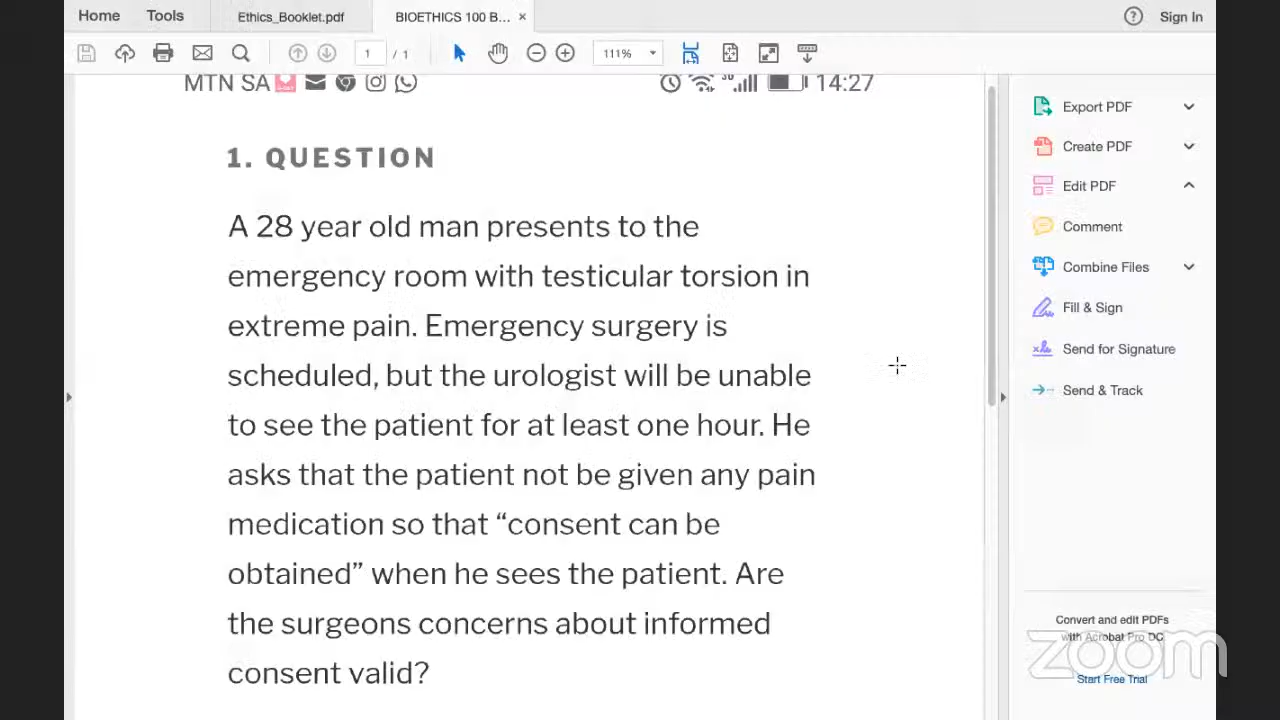 Home Tools Ethics_Booklet.pdf BIOETHICS 100 B... × ? Sign In
1 / 1 111%
MTN SA 3G 14:27
1. QUESTION
A 28 year old man presents to the
emergency room with testicular torsion in
extreme pain. Emergency surgery is
scheduled, but the urologist will be unable
to see the patient for at least one hour. He
asks that the patient not be given any pain
medication so that “consent can be
obtained” when he sees the patient. Are
the surgeons concerns about informed
consent valid?
Export PDF
Create PDF
Edit PDF
Comment
Combine Files
Fill & Sign
Send for Signature
Send & Track
Convert and edit PDFs
with Acrobat Pro DC
Start Free Trial
zoom